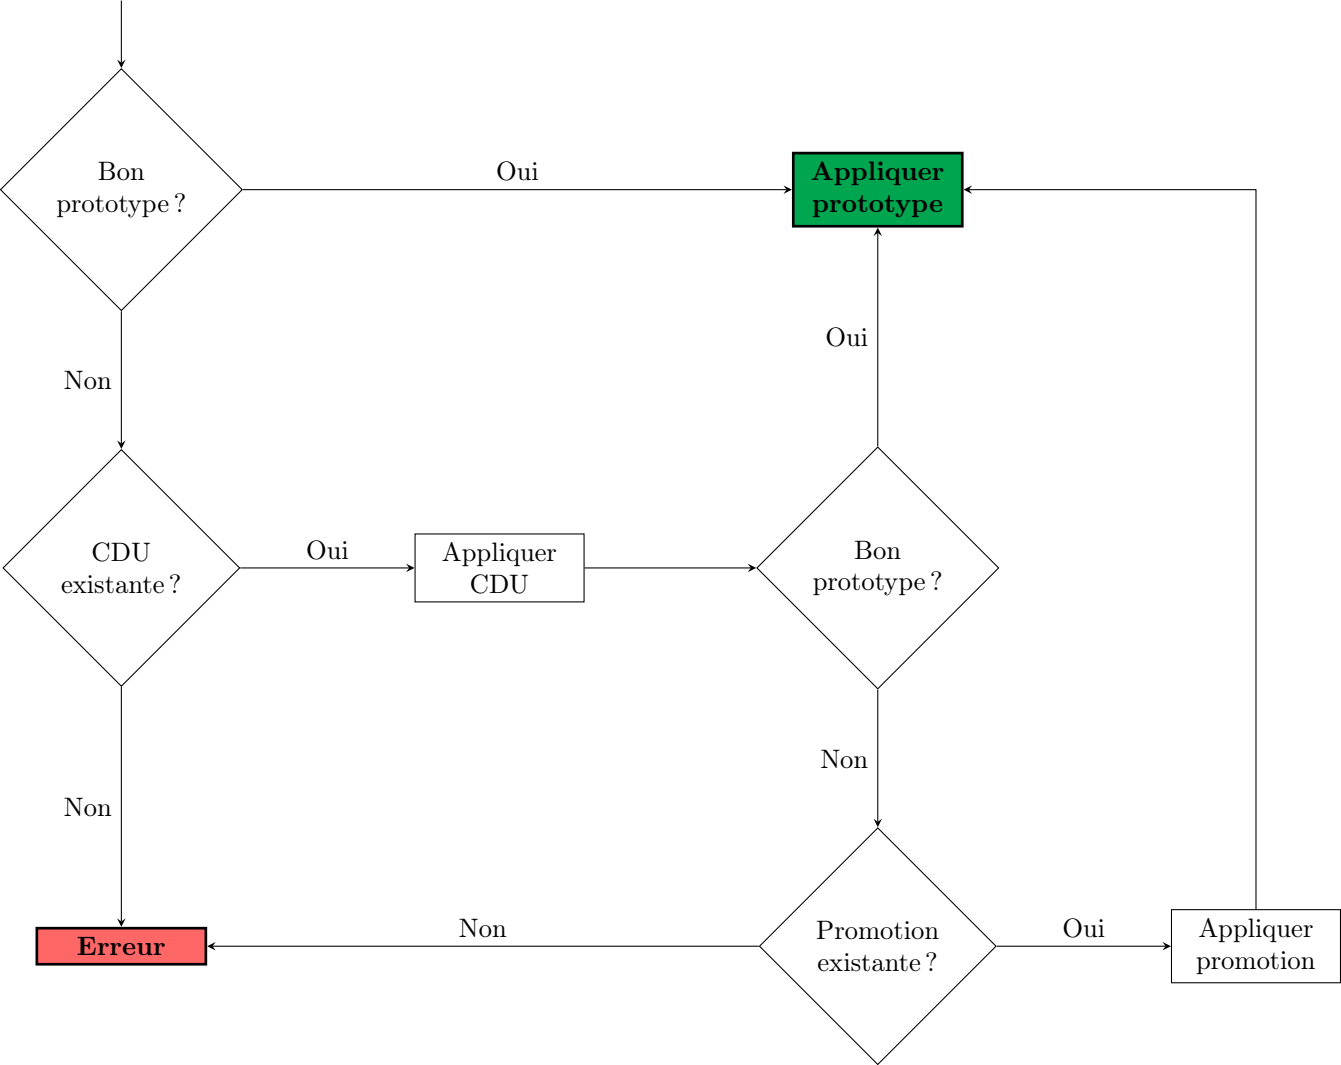 Bon
prototype ?
Oui
Appliquer
prototype
Oui
Non
CDU
existante ?
Oui
Appliquer
CDU
Bon
prototype ?
Non
Non
Erreur
Non
Promotion
existante ?
Oui
Appliquer
promotion